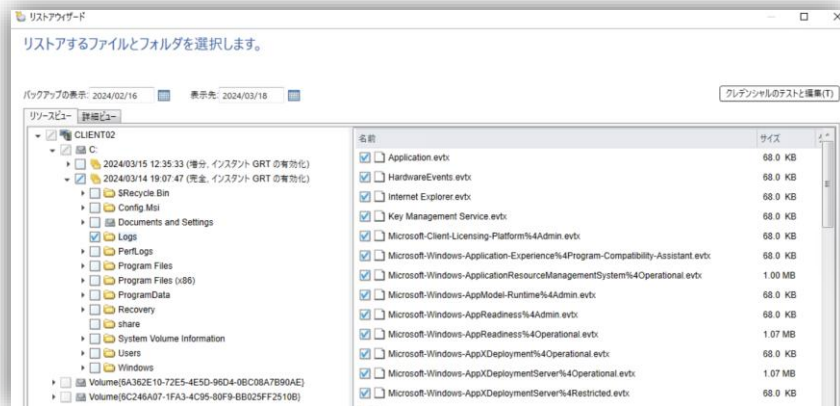 リストアウィザード
リストアするファイルとフォルダを選択します。
バックアップの表示: 2024/02/16 表示先: 2024/03/18 クレデンシャルのテストと編集(T)
リソースビュー 詳細ビュー
CLIENT02
C:
2024/03/15 12:35:33 (増分, インスタント GRT の有効化)
2024/03/14 19:07:47 (完全, インスタント GRT の有効化)
$Recycle.Bin
Config.Msi
Documents and Settings
Logs
PerfLogs
Program Files
Program Files (x86)
ProgramData
Recovery
share
System Volume Information
Users
Windows
Volume{6A362E10-72E5-4E5D-96D4-0BC08A7B90AE}
Volume{6C246A07-1FA3-4C95-80F9-BB025FF2510B}
名前 サイズ
Application.evtx 68.0 KB
HardwareEvents.evtx 68.0 KB
Internet Explorer.evtx 68.0 KB
Key Management Service.evtx 68.0 KB
Microsoft-Client-Licensing-Platform%4Admin.evtx 68.0 KB
Microsoft-Windows-Application-Experience%4Program-Compatibility-Assistant.evtx 68.0 KB
Microsoft-Windows-ApplicationResourceManagementSystem%4Operational.evtx 1.00 MB
Microsoft-Windows-AppModel-Runtime%4Admin.evtx 68.0 KB
Microsoft-Windows-AppReadiness%4Admin.evtx 68.0 KB
Microsoft-Windows-AppReadiness%4Operational.evtx 1.07 MB
Microsoft-Windows-AppXDeployment%4Operational.evtx 68.0 KB
Microsoft-Windows-AppXDeploymentServer%4Operational.evtx 1.07 MB
Microsoft-Windows-AppXDeploymentServer%4Restricted.evtx 68.0 KB